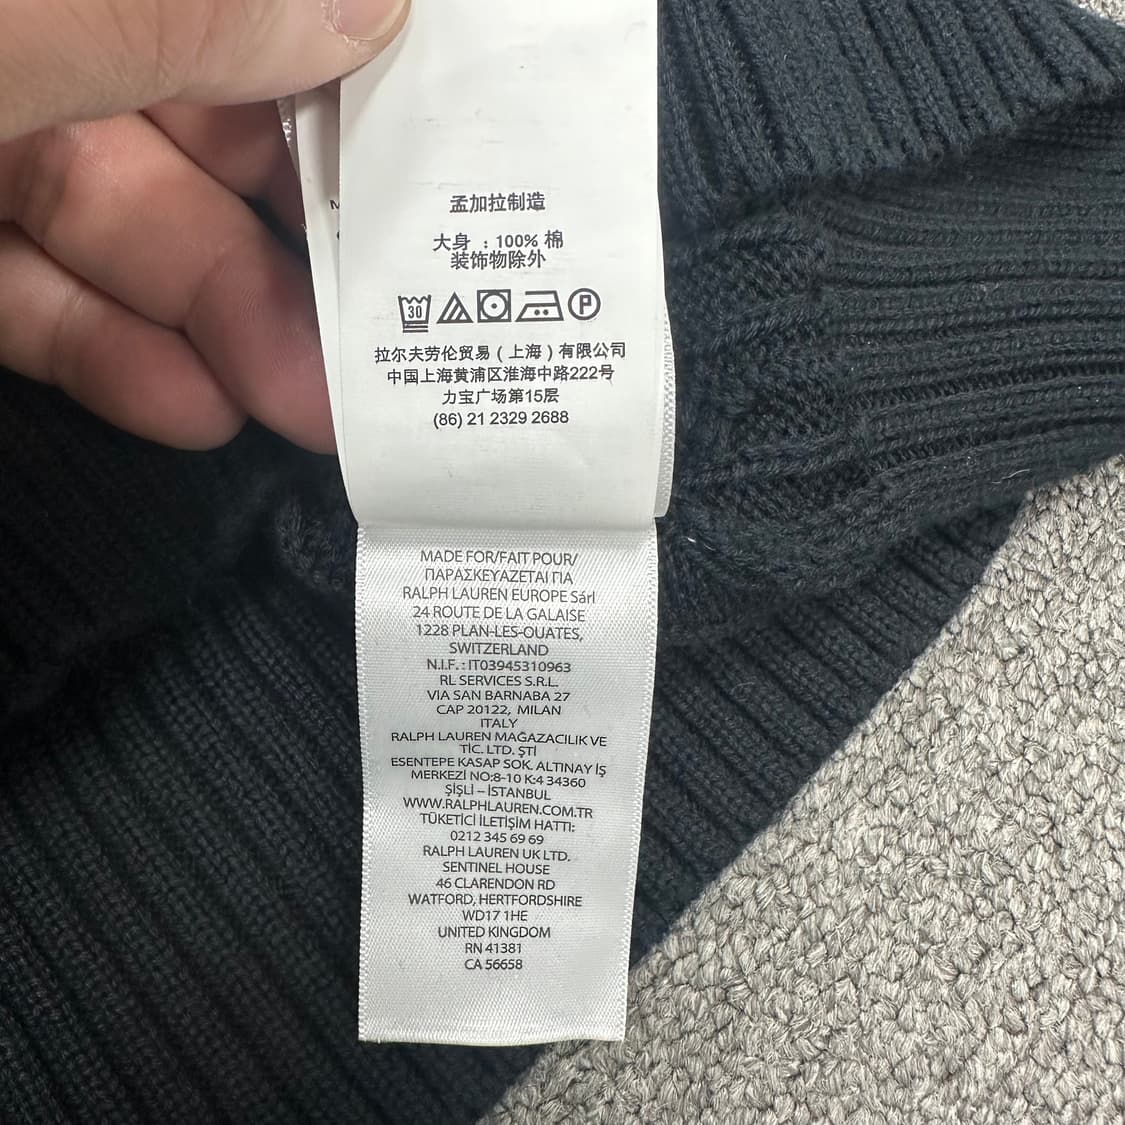 孟加拉制造
大身 : 100% 棉
装饰物除外
30 P
拉尔夫劳伦贸易(上海)有限公司
中国上海黄浦区淮海中路222号
力宝广场第15层
(86) 21 2329 2688
MADE FOR/FAIT POUR/
ΠΑΡΑΣΚΕΥΑΖΕΤΑΙ ΓΙΑ
RALPH LAUREN EUROPE Sárl
24 ROUTE DE LA GALAISE
1228 PLAN-LES-OUATES,
SWITZERLAND
N.I.F. : IT03945310963
RL SERVICES S.R.L.
VIA SAN BARNABA 27
CAP 20122, MILAN
ITALY
RALPH LAUREN MAĞAZACILIK VE
TİC. LTD. ŞTİ
ESENTEPE KASAP SOK. ALTINAY İŞ
MERKEZİ NO:8-10 K:4 34360
ŞİŞLİ – İSTANBUL
WWW.RALPHLAUREN.COM.TR
TÜKETİCİ İLETİŞİM HATTI:
0212 345 69 69
RALPH LAUREN UK LTD.
SENTINEL HOUSE
46 CLARENDON RD
WATFORD, HERTFORDSHIRE
WD17 1HE
UNITED KINGDOM
RN 41381
CA 56658